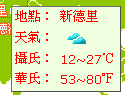 地點： 新德里
天氣：
攝氏： 12~27℃
華氏： 53~80℉